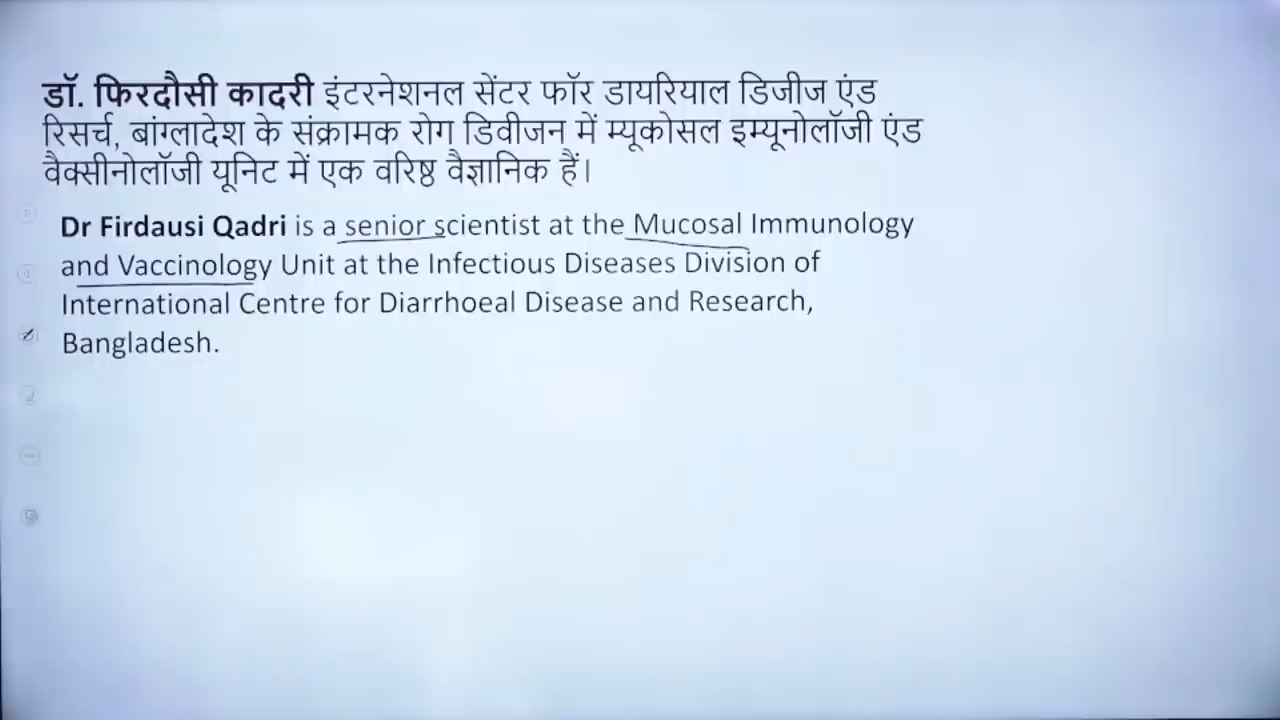 डॉ. फिरदौसी कादरी इंटरनेशनल सेंटर फॉर डायरियाल डिजीज एंड
रिसर्च, बांग्लादेश के संक्रामक रोग डिवीजन में म्यूकोसल इम्यूनोलॉजी एंड
वैक्सीनोलॉजी यूनिट में एक वरिष्ठ वैज्ञानिक हैं।
Dr Firdausi Qadri is a senior scientist at the Mucosal Immunology
and Vaccinology Unit at the Infectious Diseases Division of
International Centre for Diarrhoeal Disease and Research,
Bangladesh.